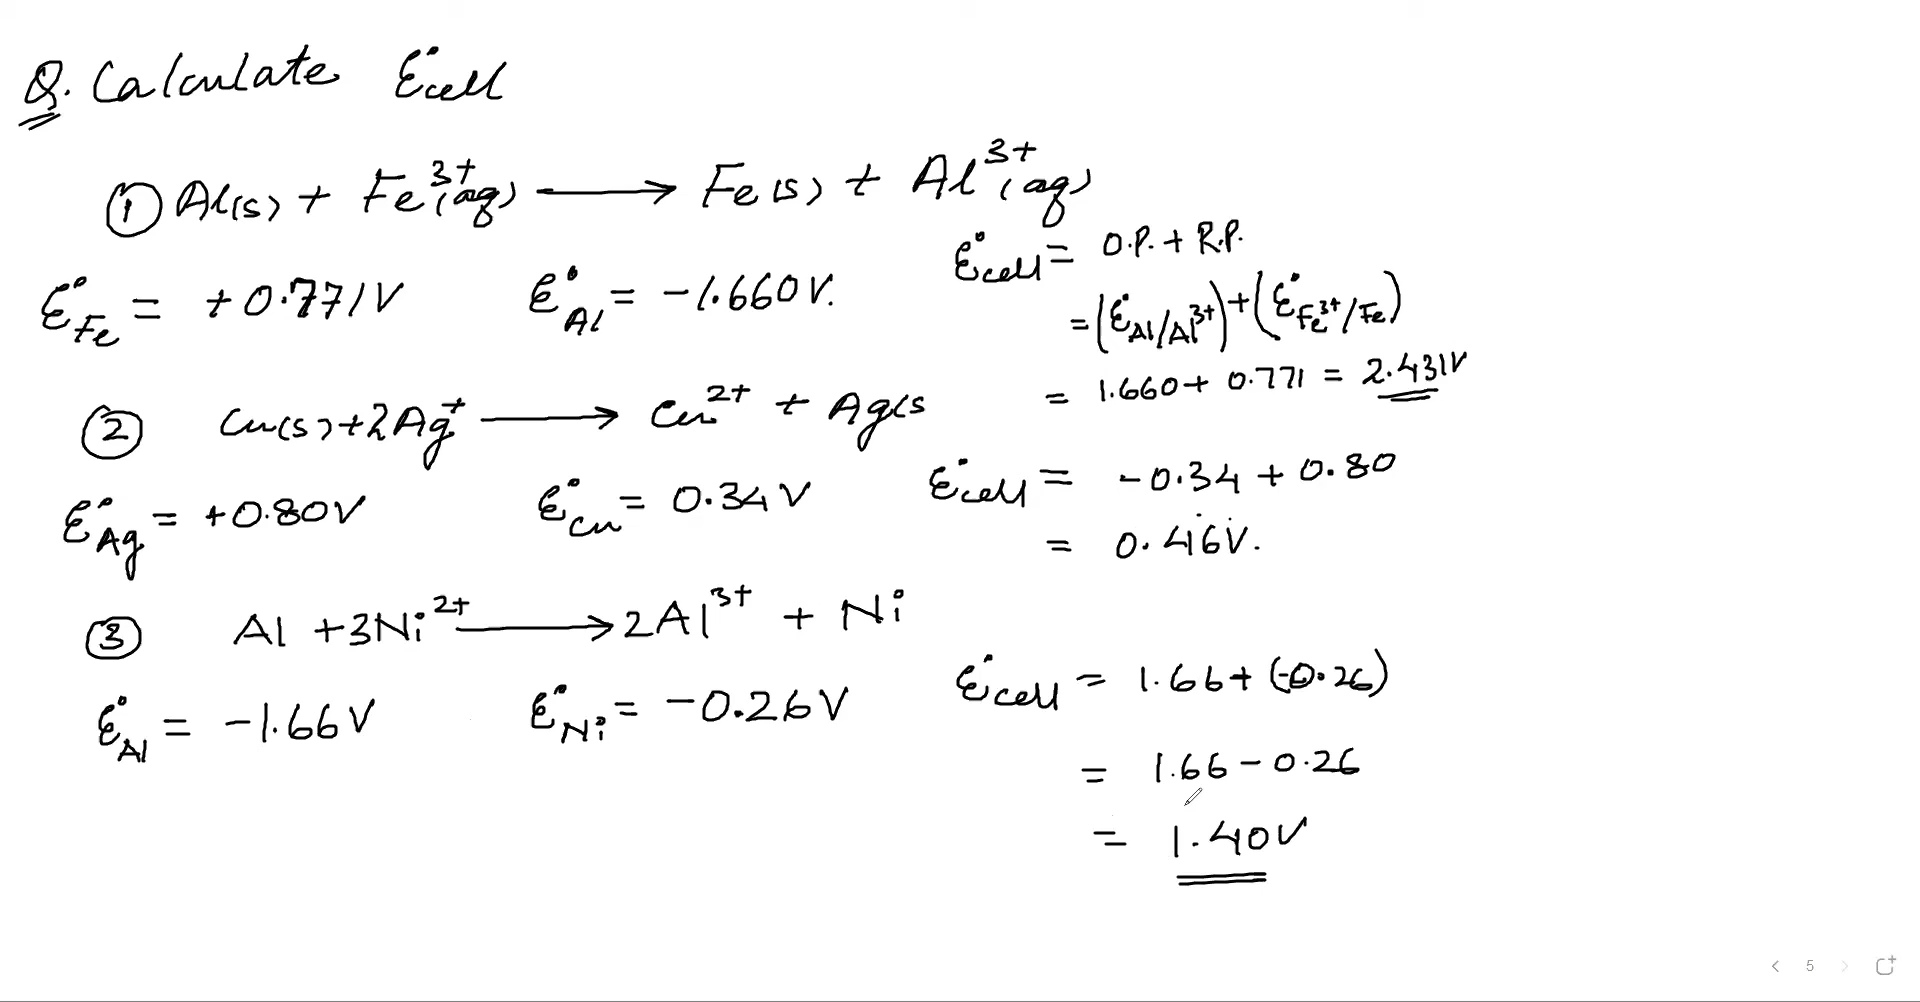 Q. Calculate E°cell
① Al(s) + Fe³⁺(aq) ⟶ Fe(s) + Al³⁺(aq)
E°Fe = +0.771V E°Al = -1.660V.
E°cell = O.P. + R.P.
= (E°Al/Al³⁺) + (E°Fe³⁺/Fe)
= 1.660 + 0.771 = 2.431V
② Cu(s) + 2Ag⁺ ⟶ Cu²⁺ + Ag(s
E°Ag = +0.80V E°Cu = 0.34V
E°cell = -0.34 + 0.80
= 0.46V.
③ Al + 3Ni²⁺ ⟶ 2Al³⁺ + Ni
E°Al = -1.66V E°Ni = -0.26V
E°cell = 1.66 + (-0.26)
= 1.66 - 0.26
= 1.40V
< 5 >